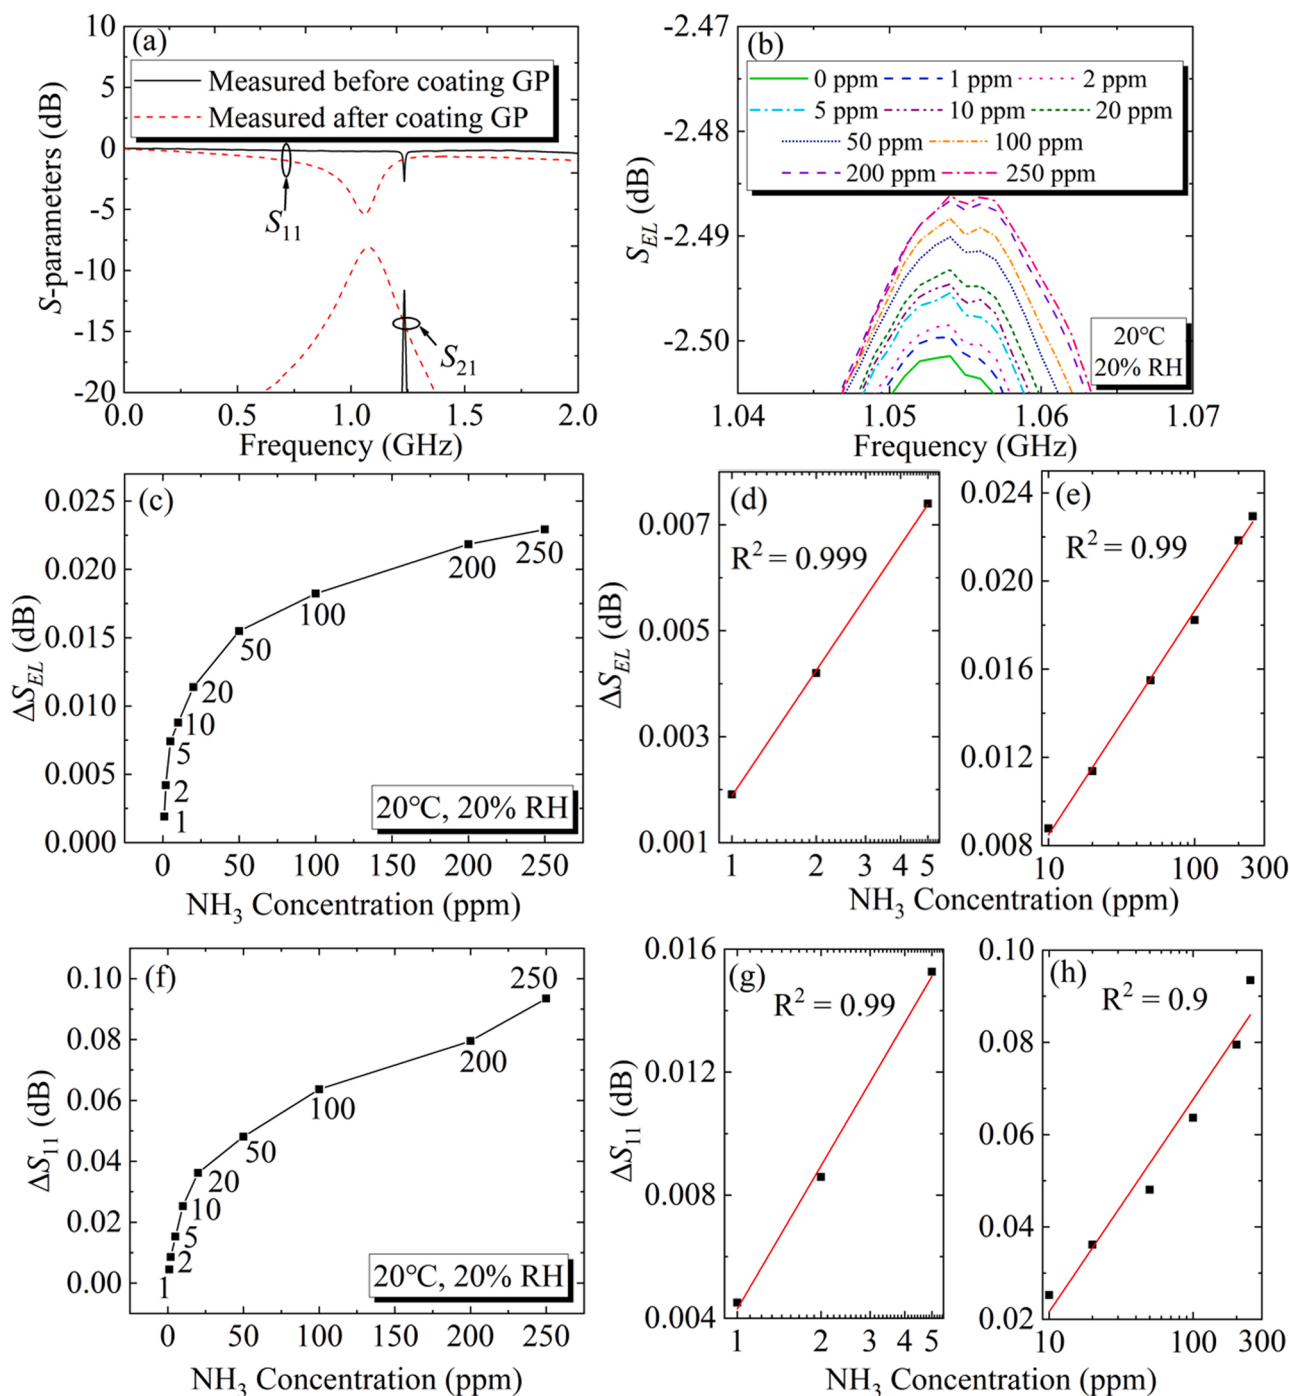 (a)
Measured before coating GP
Measured after coating GP
S-parameters (dB)
10
5
0
-5
-10
-15
-20
S11
S21
0.0 0.5 1.0 1.5 2.0
Frequency (GHz)
(b)
0 ppm 1 ppm 2 ppm
5 ppm 10 ppm 20 ppm
50 ppm 100 ppm
200 ppm 250 ppm
S_EL (dB)
-2.47
-2.48
-2.49
-2.50
20°C
20% RH
1.04 1.05 1.06 1.07
Frequency (GHz)
(c)
ΔS_EL (dB)
0.025
0.020
0.015
0.010
0.005
0.000
250
200
100
50
20
10
5
2
1
20°C, 20% RH
0 50 100 150 200 250
NH3 Concentration (ppm)
(d)
R² = 0.999
ΔS_EL (dB)
0.007
0.005
0.003
0.001
1 2 3 4 5
(e)
R² = 0.99
0.024
0.020
0.016
0.012
0.008
10 100 300
NH3 Concentration (ppm)
(f)
ΔS11 (dB)
0.10
0.08
0.06
0.04
0.02
0.00
250
200
100
50
20
10
5
2
1
20°C, 20% RH
0 50 100 150 200 250
NH3 Concentration (ppm)
(g)
R² = 0.99
ΔS11 (dB)
0.016
0.012
0.008
0.004
1 2 3 4 5
(h)
R² = 0.9
0.10
0.08
0.06
0.04
0.02
10 100 300
NH3 Concentration (ppm)